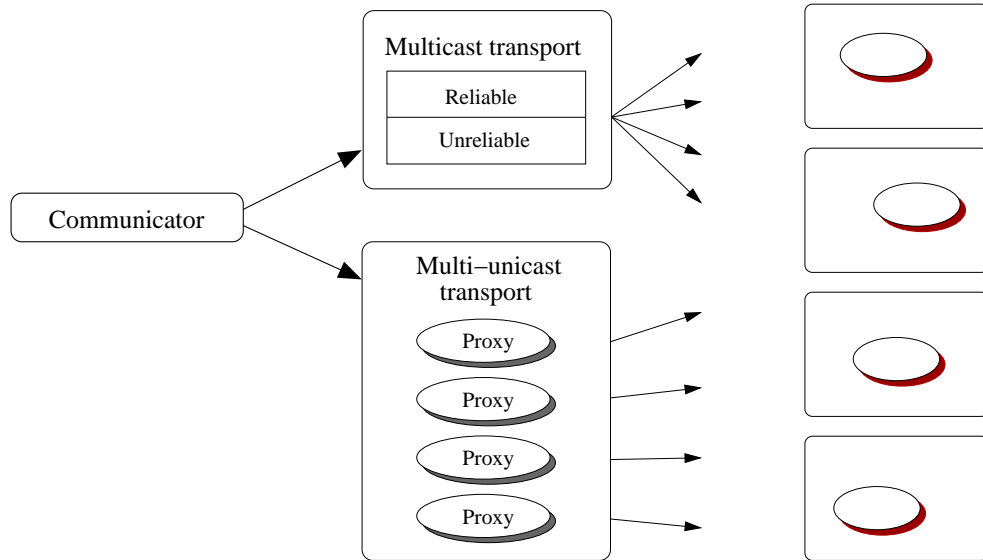 Multicast transport
Reliable
Unreliable
Communicator
Multi−unicast
transport
Proxy
Proxy
Proxy
Proxy